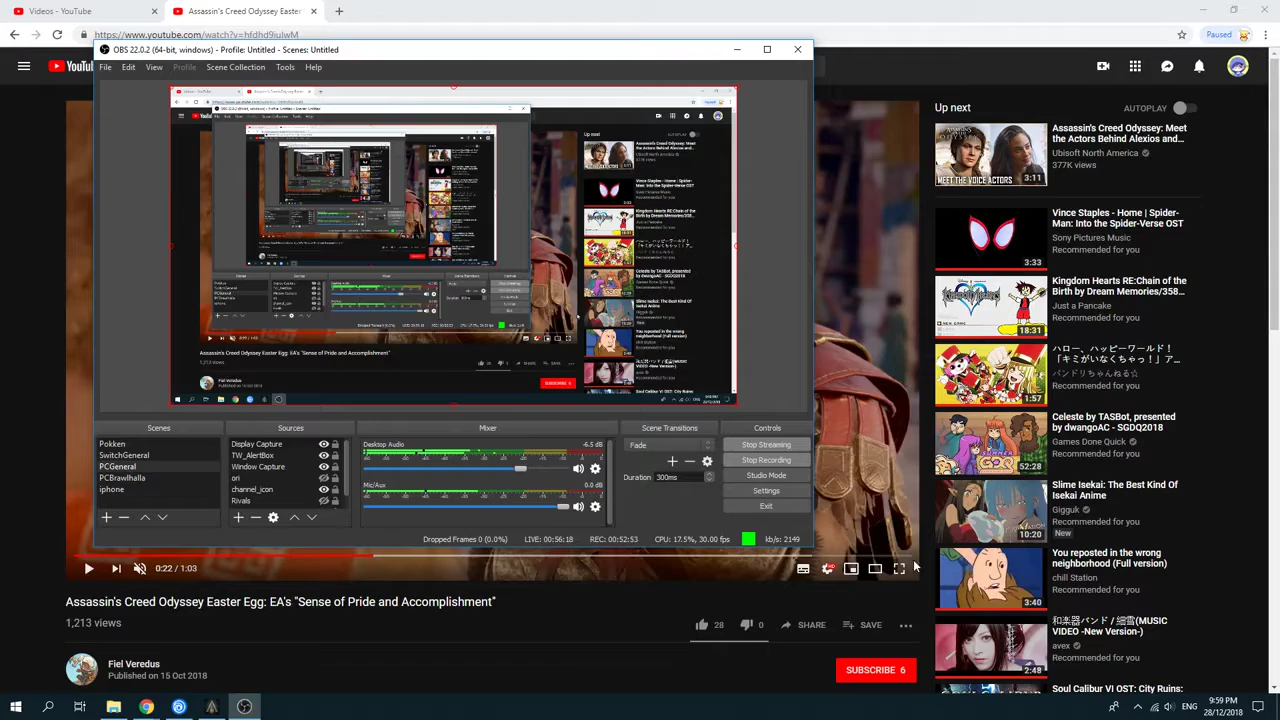 Videos - YouTube
Assassin's Creed Odyssey Easter
https://www.youtube.com/watch?v=hfdhd9iulwM
Paused
OBS 22.0.2 (64-bit, windows) - Profile: Untitled - Scenes: Untitled
File Edit View Profile Scene Collection Tools Help
YouTu
Up next
AUTOPLAY
Assassin's Creed Odyssey: Meet
the Actors Behind Alexios and...
Ubisoft North America
377K views
MEET THE VOICE ACTORS
3:11
Vince Staples - Home | Spider-
Man: Into the Spider-Verse OST
Sony Pictures Music
Recommended for you
3:33
Kingdom Hearts RE:Chain of the
Birth by Dream Memories/358...
Just a Pancake
Recommended for you
NEW GAME
18:31
ハロー、ハッピーワールド！
「キミがいなくちゃっ！」ア...
バンドリちゃんねる☆
Recommended for you
1:57
Celeste by TASBot, presented
by dwangoAC - SGDQ2018
Games Done Quick
Recommended for you
SUMMER
52:28
Slime Isekai: The Best Kind Of
Isekai Anime
Gigguk
Recommended for you
New
10:20
You reposted in the wrong
neighborhood (Full version)
chill Station
Recommended for you
3:40
和楽器バンド / 細雪(MUSIC
VIDEO -New Version-)
avex
Recommended for you
2:48
Soul Calibur VI OST: City Ruins:
Scenes
Pokken
SwitchGeneral
PCGeneral
PCBrawlhalla
iphone
Sources
Display Capture
TW_AlertBox
Window Capture
ori
channel_icon
Rivals
Mixer
Desktop Audio -6.5 dB
Mic/Aux 0.0 dB
Scene Transitions
Fade
Duration 300ms
Controls
Stop Streaming
Stop Recording
Studio Mode
Settings
Exit
Dropped Frames 0 (0.0%) LIVE: 00:56:18 REC: 00:52:53 CPU: 17.5%, 30.00 fps kb/s: 2149
0:22 / 1:03
HD
Assassin's Creed Odyssey Easter Egg: EA's "Sense of Pride and Accomplishment"
1,213 views
28 0 SHARE SAVE
Fiel Veredus
Published on 15 Oct 2018
SUBSCRIBE 6
ENG
9:59 PM
28/12/2018